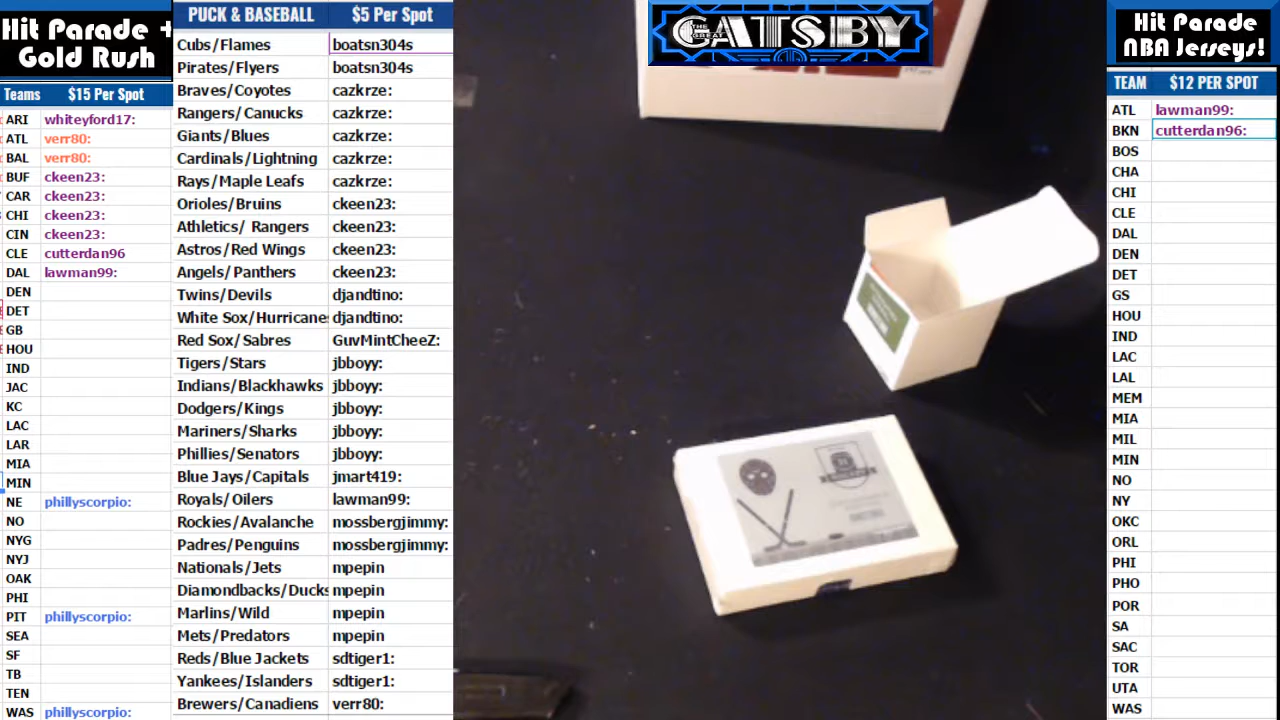 Hit Parade +
Gold Rush
Teams $15 Per Spot
ARI whiteyford17:
ATL verr80:
BAL verr80:
BUF ckeen23:
CAR ckeen23:
CHI ckeen23:
CIN ckeen23:
CLE cutterdan96
DAL lawman99:
DEN
DET
GB
HOU
IND
JAC
KC
LAC
LAR
MIA
MIN
NE phillyscorpio:
NO
NYG
NYJ
OAK
PHI
PIT phillyscorpio:
SEA
SF
TB
TEN
WAS phillyscorpio:
PUCK & BASEBALL $5 Per Spot
Cubs/Flames boatsn304s
Pirates/Flyers boatsn304s
Braves/Coyotes cazkrze:
Rangers/Canucks cazkrze:
Giants/Blues cazkrze:
Cardinals/Lightning cazkrze:
Rays/Maple Leafs cazkrze:
Orioles/Bruins ckeen23:
Athletics/ Rangers ckeen23:
Astros/Red Wings ckeen23:
Angels/Panthers ckeen23:
Twins/Devils djandtino:
White Sox/Hurricane djandtino:
Red Sox/Sabres GuvMintCheeZ:
Tigers/Stars jbboyy:
Indians/Blackhawks jbboyy:
Dodgers/Kings jbboyy:
Mariners/Sharks jbboyy:
Phillies/Senators jbboyy:
Blue Jays/Capitals jmart419:
Royals/Oilers lawman99:
Rockies/Avalanche mossbergjimmy:
Padres/Penguins mossbergjimmy:
Nationals/Jets mpepin
Diamondbacks/Ducks mpepin
Marlins/Wild mpepin
Mets/Predators mpepin
Reds/Blue Jackets sdtiger1:
Yankees/Islanders sdtiger1:
Brewers/Canadiens verr80:
THE GREAT
GATSBY
Hit Parade
NBA Jerseys!
TEAM $12 PER SPOT
ATL lawman99:
BKN cutterdan96:
BOS
CHA
CHI
CLE
DAL
DEN
DET
GS
HOU
IND
LAC
LAL
MEM
MIA
MIL
MIN
NO
NY
OKC
ORL
PHI
PHO
POR
SA
SAC
TOR
UTA
WAS